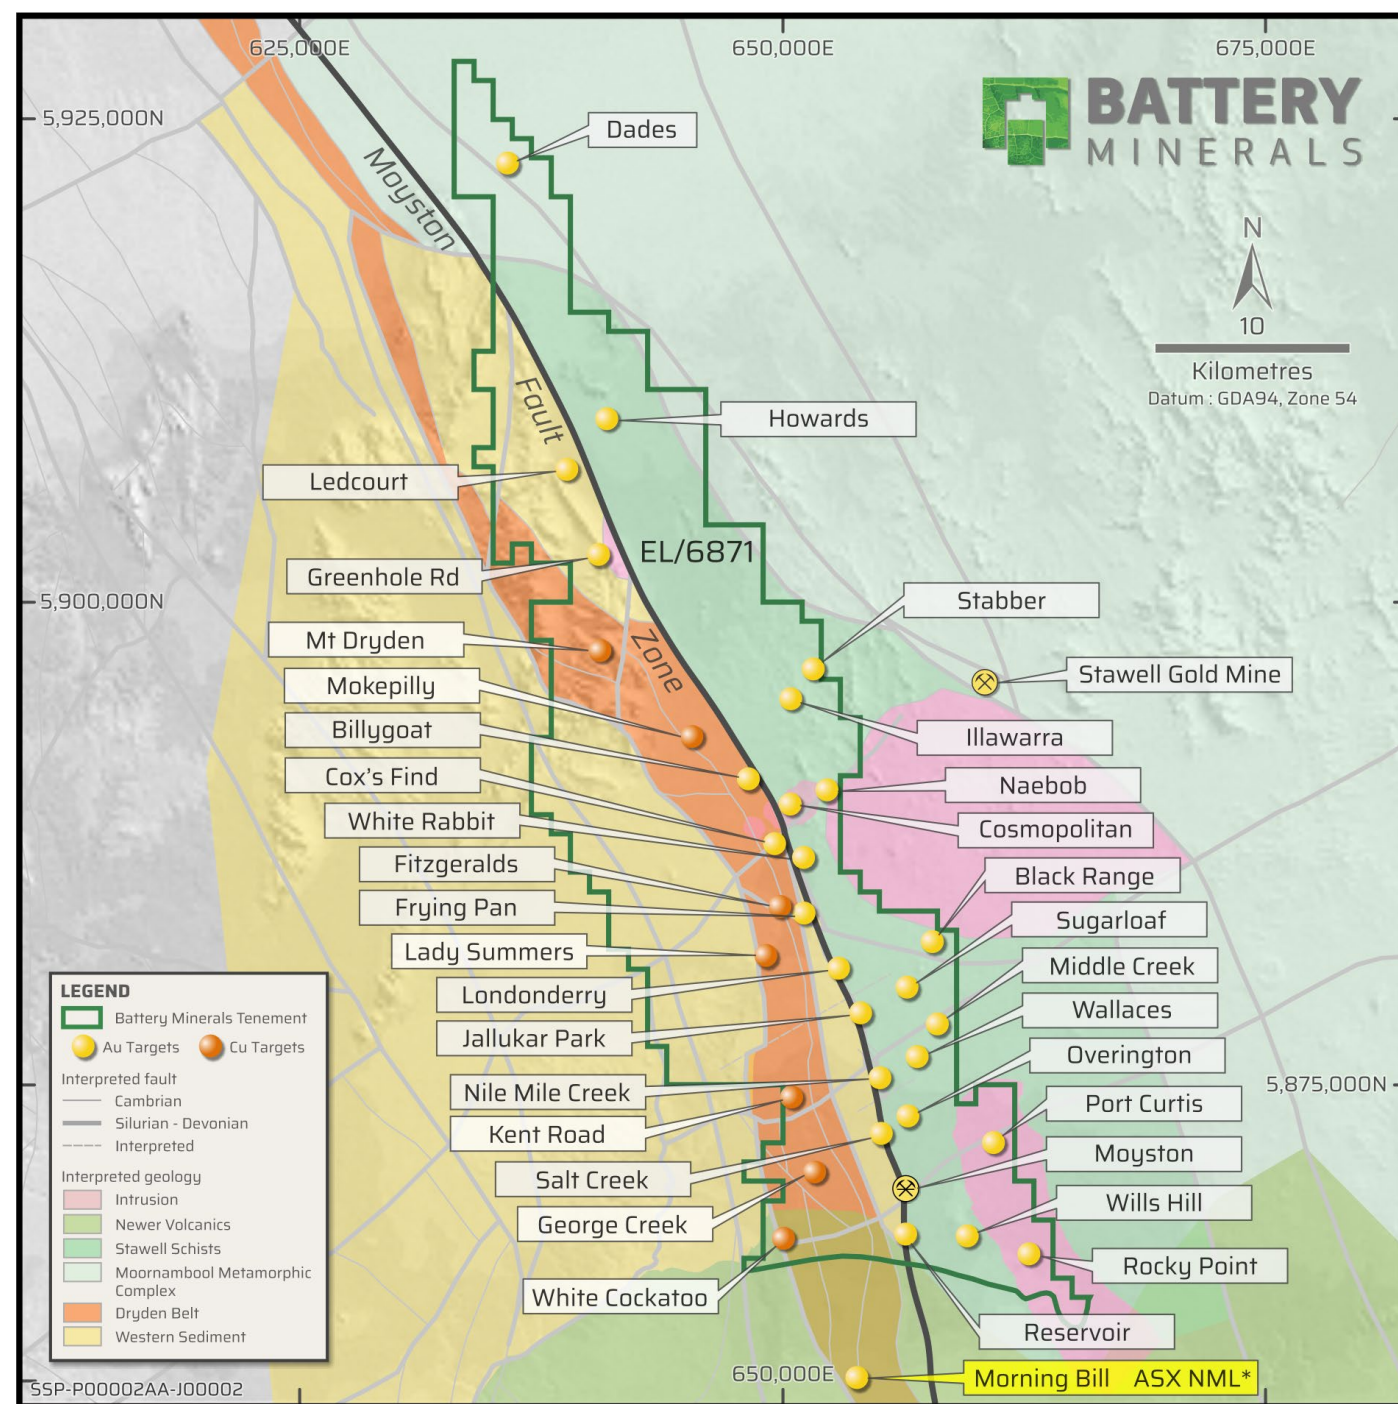 625,000E
650,000E
675,000E
5,925,000N
BATTERY
MINERALS
Dades
Moyston
N
10
Kilometres
Datum : GDA94, Zone 54
Fault
Howards
Ledcourt
EL/6871
Greenhole Rd
5,900,000N
Stabber
Mt Dryden
Zone
Stawell Gold Mine
Mokepilly
Billygoat
Illawarra
Cox's Find
Naebob
White Rabbit
Cosmopolitan
Fitzgeralds
Black Range
Frying Pan
Sugarloaf
Lady Summers
Middle Creek
Londonderry
Wallaces
Jallukar Park
Overington
Nile Mile Creek
5,875,000N
Kent Road
Port Curtis
Moyston
Salt Creek
Wills Hill
George Creek
Rocky Point
White Cockatoo
Reservoir
650,000E
Morning Bill ASX NML*
LEGEND
Battery Minerals Tenement
Au Targets
Cu Targets
Interpreted fault
Cambrian
Silurian - Devonian
Interpreted
Interpreted geology
Intrusion
Newer Volcanics
Stawell Schists
Moornambool Metamorphic
Complex
Dryden Belt
Western Sediment
SSP-P00002AA-J00002